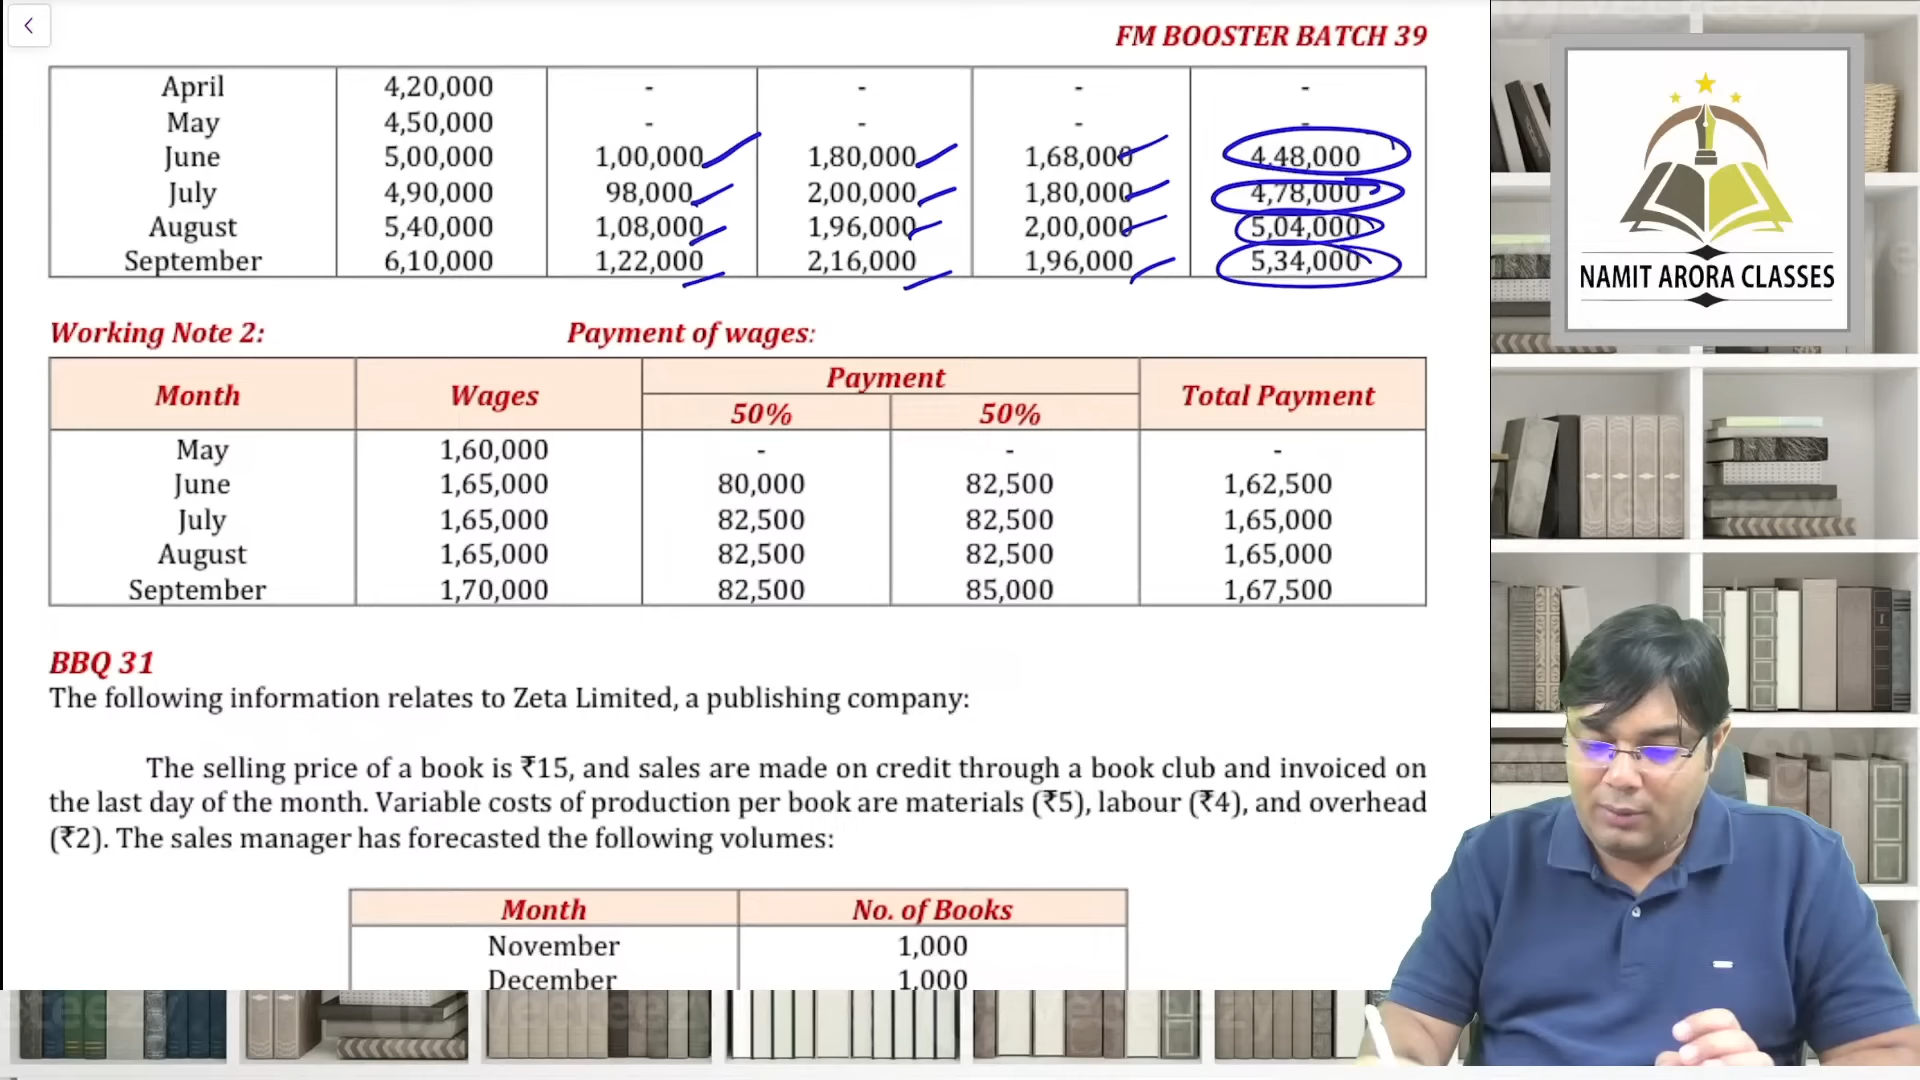 FM BOOSTER BATCH 39
April 4,20,000 - - - -
May 4,50,000 - - - -
June 5,00,000 1,00,000 1,80,000 1,68,000 4,48,000
July 4,90,000 98,000 2,00,000 1,80,000 4,78,000
August 5,40,000 1,08,000 1,96,000 2,00,000 5,04,000
September 6,10,000 1,22,000 2,16,000 1,96,000 5,34,000
Working Note 2: Payment of wages:
Month Wages Payment Total Payment
50% 50%
May 1,60,000 - - -
June 1,65,000 80,000 82,500 1,62,500
July 1,65,000 82,500 82,500 1,65,000
August 1,65,000 82,500 82,500 1,65,000
September 1,70,000 82,500 85,000 1,67,500
BBQ 31
The following information relates to Zeta Limited, a publishing company:
The selling price of a book is ₹15, and sales are made on credit through a book club and invoiced on
the last day of the month. Variable costs of production per book are materials (₹5), labour (₹4), and overhead
(₹2). The sales manager has forecasted the following volumes:
Month No. of Books
November 1,000
December 1,000
NAMIT ARORA CLASSES